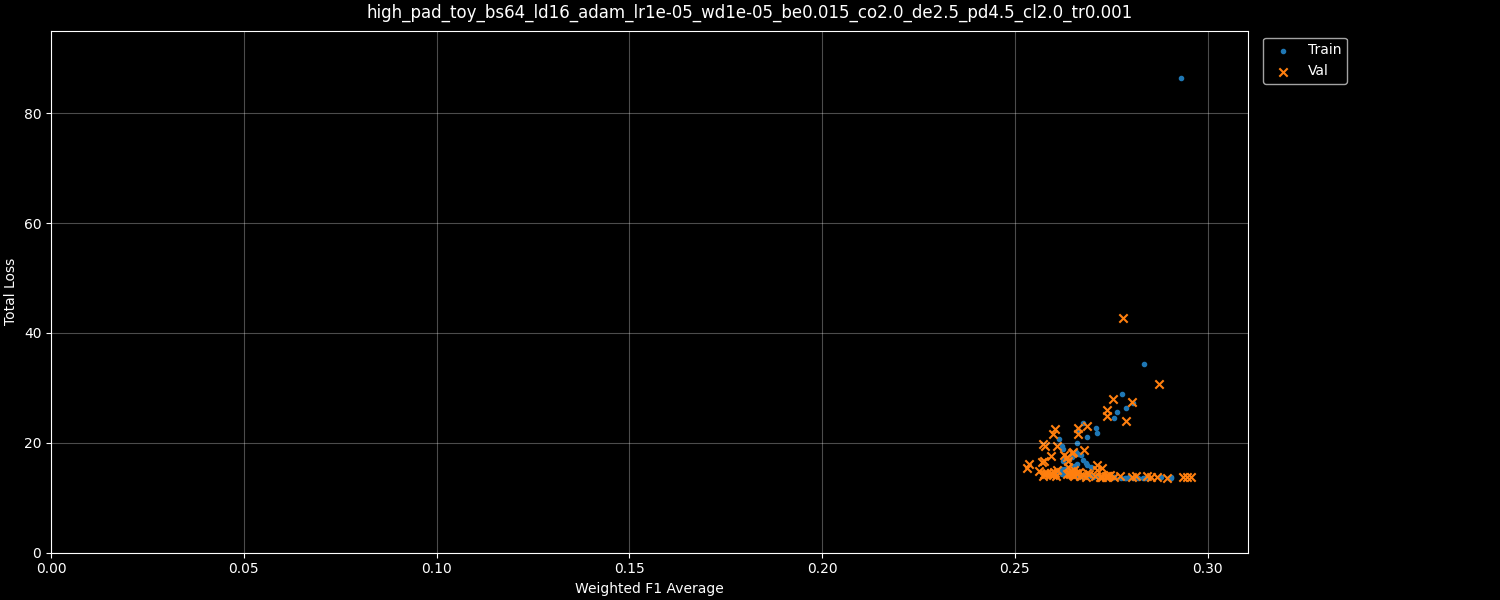 high_pad_toy_bs64_ld16_adam_lr1e-05_wd1e-05_be0.015_co2.0_de2.5_pd4.5_cl2.0_tr0.001
Train
Val
80
60
40
20
0
Total Loss
0.00 0.05 0.10 0.15 0.20 0.25 0.30
Weighted F1 Average